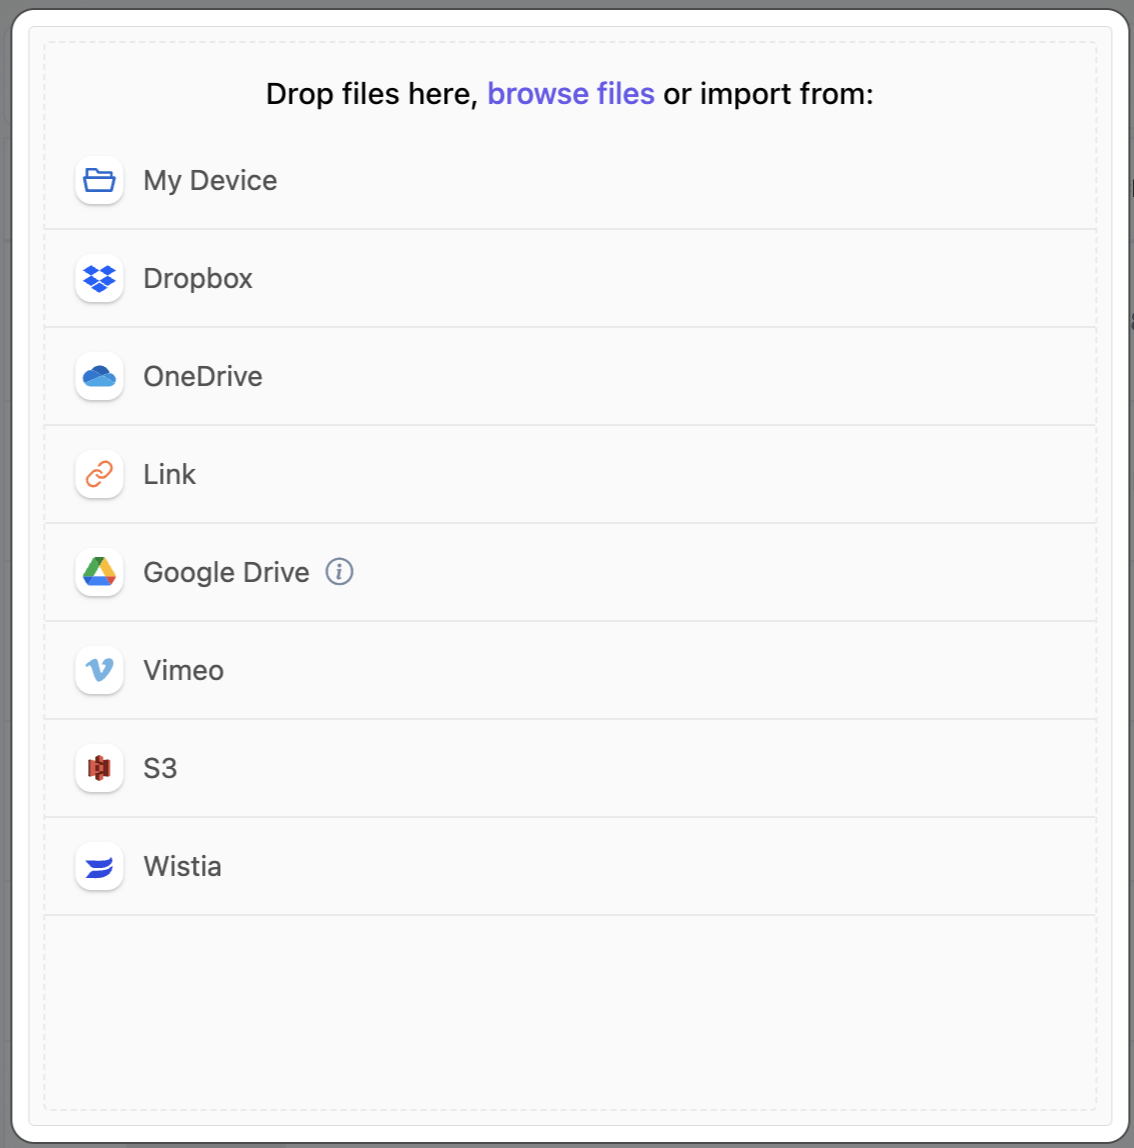 Drop files here, browse files or import from:
My Device
Dropbox
OneDrive
Link
Google Drive
Vimeo
S3
Wistia